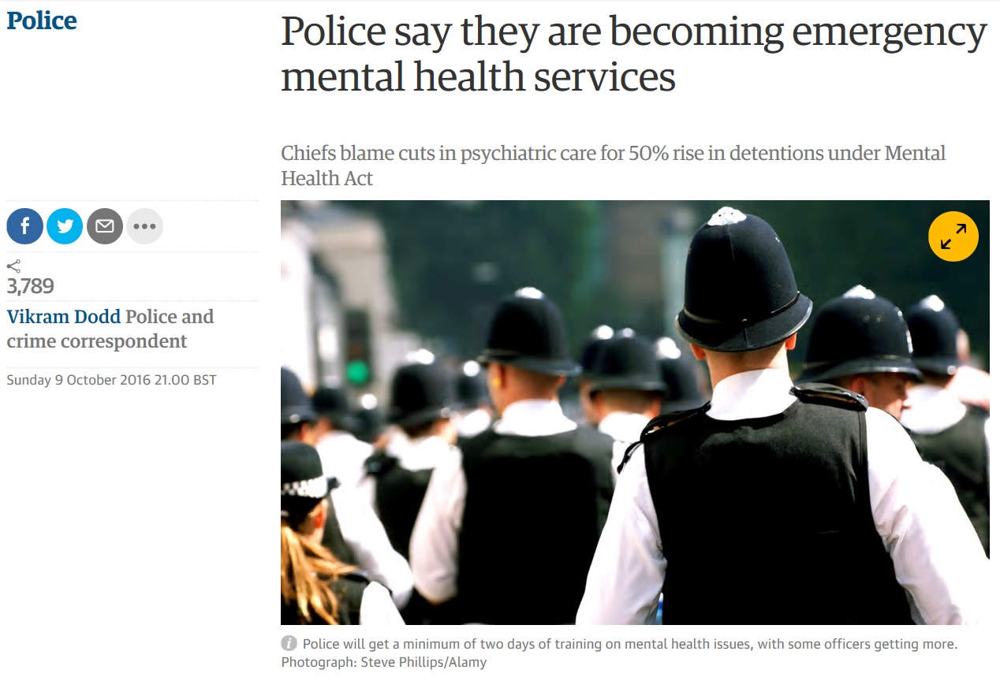 Police
Police say they are becoming emergency
mental health services
Chiefs blame cuts in psychiatric care for 50% rise in detentions under Mental
Health Act
3,789
Vikram Dodd Police and
crime correspondent
Sunday 9 October 2016 21.00 BST
Police will get a minimum of two days of training on mental health issues, with some officers getting more.
Photograph: Steve Phillips/Alamy